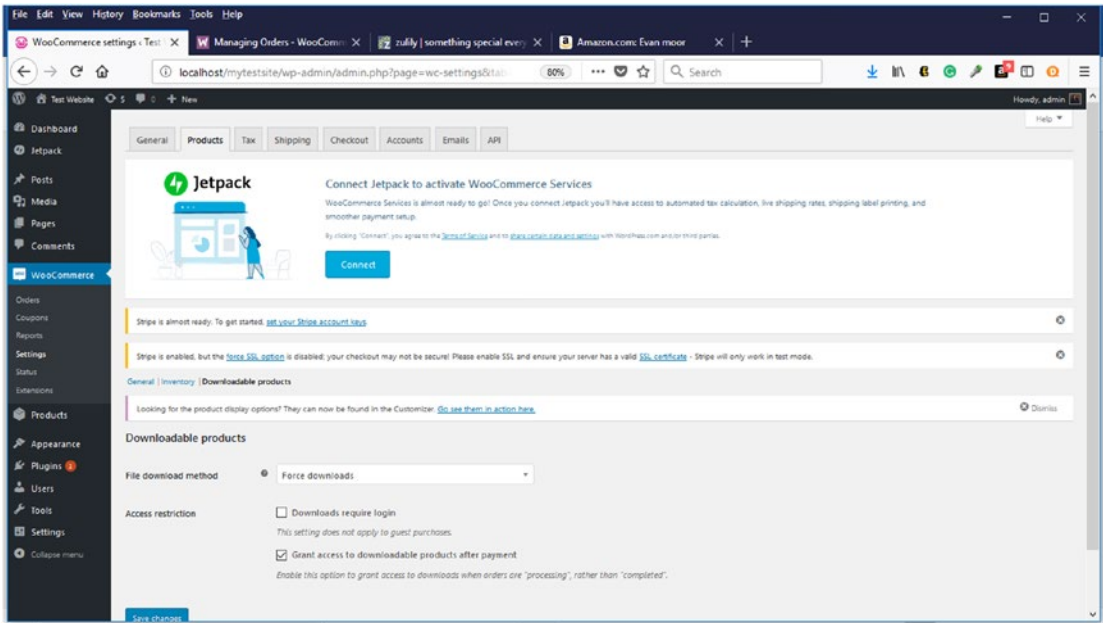 File Edit View History Bookmarks Tools Help
WooCommerce settings ‹ Test
Managing Orders - WooComm
zulily | something special every
Amazon.com: Evan moor
localhost/mytestsite/wp-admin/admin.php?page=wc-settings&tab
80%
Search
Test Website 5 0 New
Howdy, admin
Help
Dashboard
Jetpack
Posts
Media
Pages
Comments
WooCommerce
Orders
Coupons
Reports
Settings
Status
Extensions
Products
Appearance
Plugins 2
Users
Tools
Settings
Collapse menu
General Products Tax Shipping Checkout Accounts Emails API
Jetpack
Connect Jetpack to activate WooCommerce Services
WooCommerce Services is almost ready to go! Once you connect Jetpack you'll have access to automated tax calculation, live shipping rates, shipping label printing, and
smoother payment setup.
By clicking "Connect", you agree to the Terms of Service and to share certain data and settings with WordPress.com and/or third parties.
Connect
Stripe is almost ready. To get started, set your Stripe account keys
Stripe is enabled, but the force SSL option is disabled; your checkout may not be secure! Please enable SSL and ensure your server has a valid SSL certificate - Stripe will only work in test mode.
General | Inventory | Downloadable products
Looking for the product display options? They can now be found in the Customizer. Go see them in action here.
Dismiss
Downloadable products
File download method Force downloads
Access restriction Downloads require login
This setting does not apply to guest purchases.
Grant access to downloadable products after payment
Enable this option to grant access to downloads when orders are "processing", rather than "completed".
Save changes